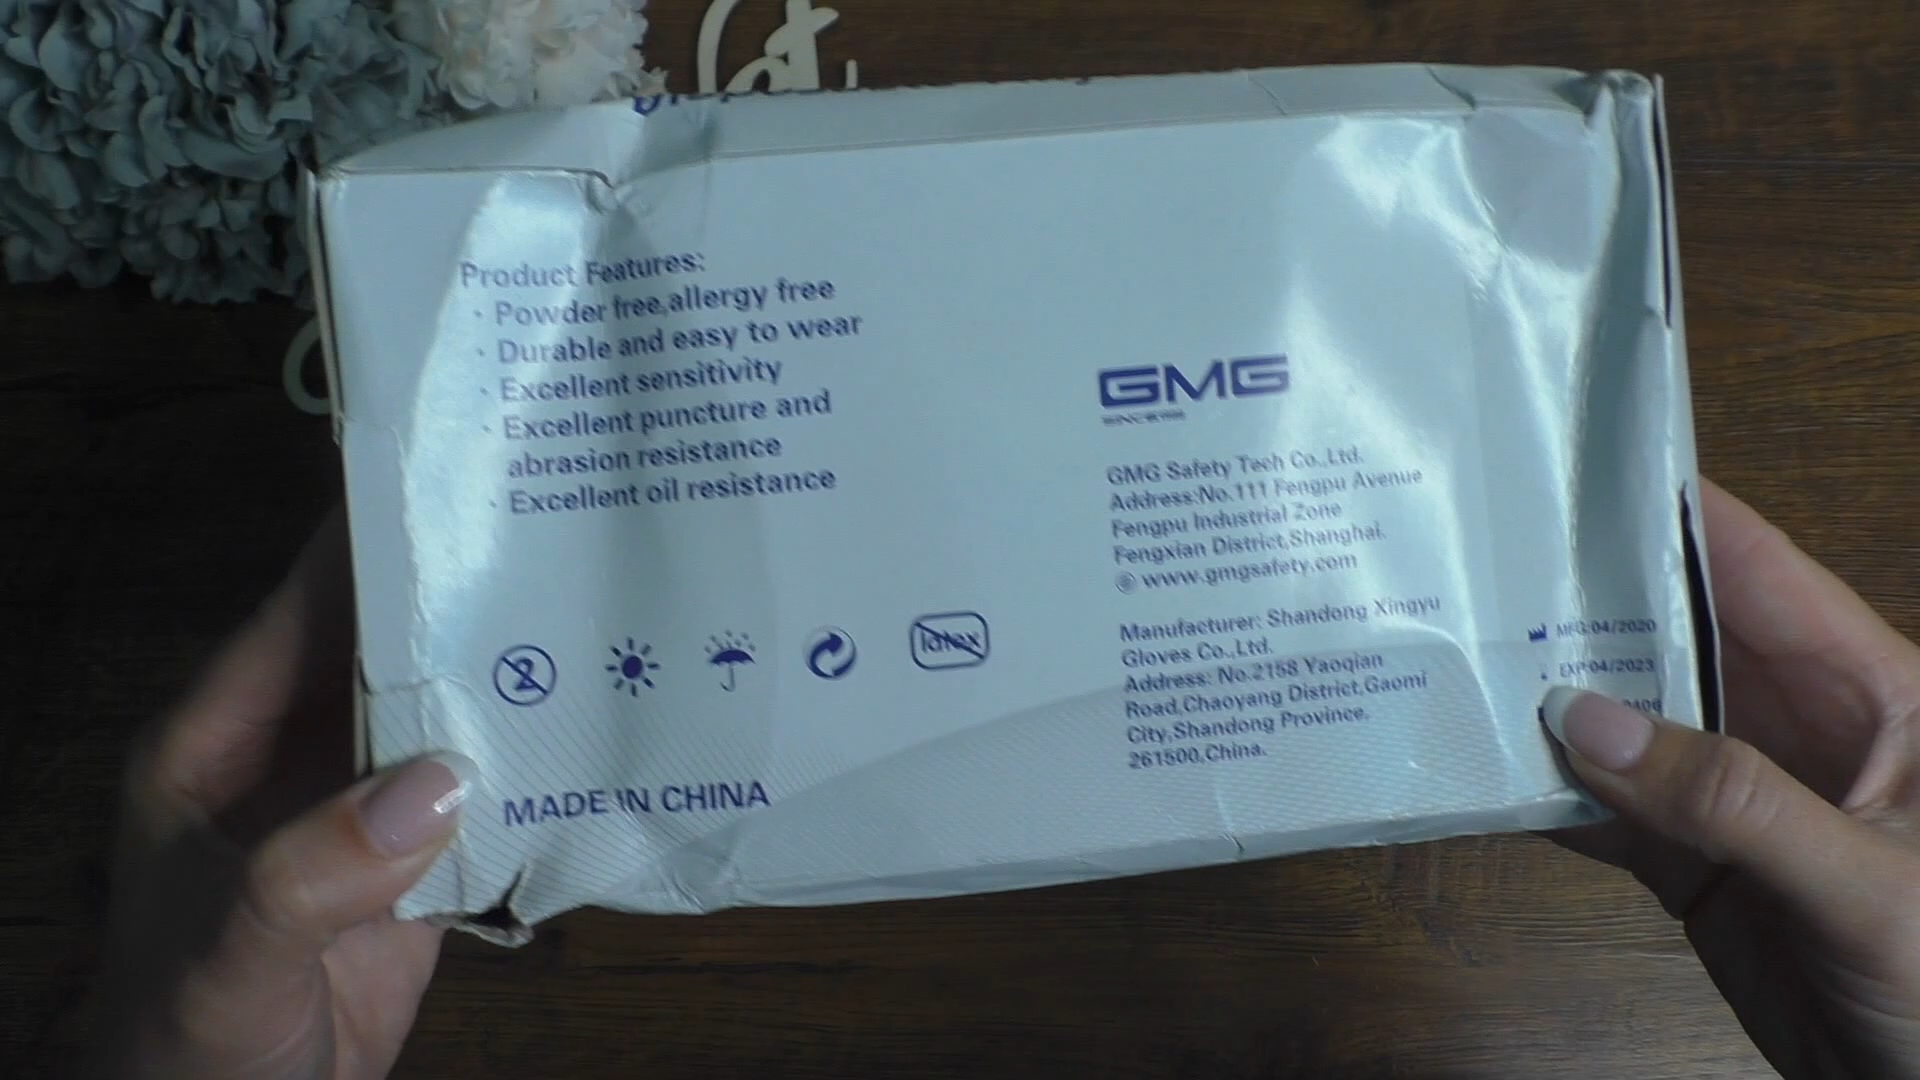 Product Features:
· Powder free,allergy free
· Durable and easy to wear
· Excellent sensitivity
· Excellent puncture and
abrasion resistance
· Excellent oil resistance
2
latex
MADE IN CHINA
GMG
GMG Safety Tech Co.,Ltd.
Address:No.111 Fengpu Avenue
Fengpu Industrial Zone
Fengxian District,Shanghai.
www.gmgsafety.com
Manufacturer: Shandong Xingyu
Gloves Co.,Ltd.
Address: No.2158 Yaoqian
Road,Chaoyang District,Gaomi
City,Shandong Province.
261500,China.
MFG:04/2020
EXP:04/2023